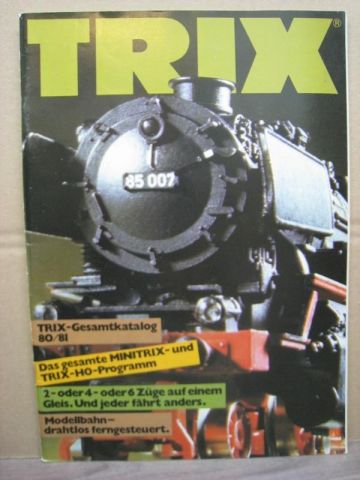 TRIX®
85 007
TRIX-Gesamtkatalog
80/81
Das gesamte MINITRIX- und
TRIX-HO-Programm
2- oder 4- oder 6 Züge auf einem
Gleis. Und jeder fährt anders.
Modellbahn-
drahtlos ferngesteuert.